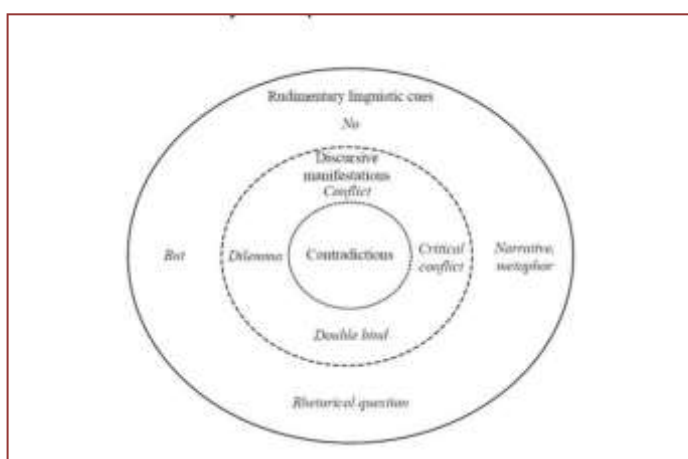 Rudimentary linguistic cues
No
Discursive
manifestations
Conflict
But
Dilemma
Contradictions
Critical
conflict
Narrative,
metaphor
Double bind
Rhetorical question